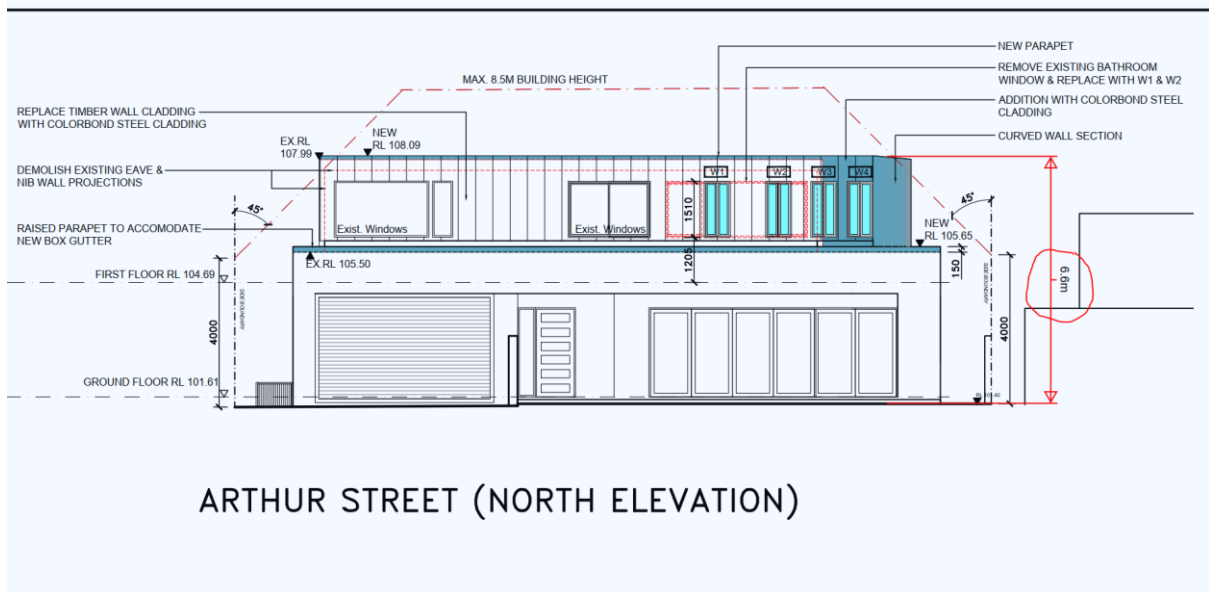 NEW PARAPET
REMOVE EXISTING BATHROOM
WINDOW & REPLACE WITH W1 & W2
MAX. 8.5M BUILDING HEIGHT
ADDITION WITH COLORBOND STEEL
CLADDING
REPLACE TIMBER WALL CLADDING
WITH COLORBOND STEEL CLADDING
CURVED WALL SECTION
NEW
RL 108.09
EX.RL
107.99
DEMOLISH EXISTING EAVE &
NIB WALL PROJECTIONS
W1
W2
W3
W4
45°
45°
1510
NEW
RL 105.65
RAISED PARAPET TO ACCOMODATE
NEW BOX GUTTER
Exist. Windows
Exist. Windows
EX.RL 105.50
1205
150
FIRST FLOOR RL 104.69
6.6m
SIDE BOUNDARY
SIDE BOUNDARY
4000
4000
GROUND FLOOR RL 101.61
ARTHUR STREET (NORTH ELEVATION)